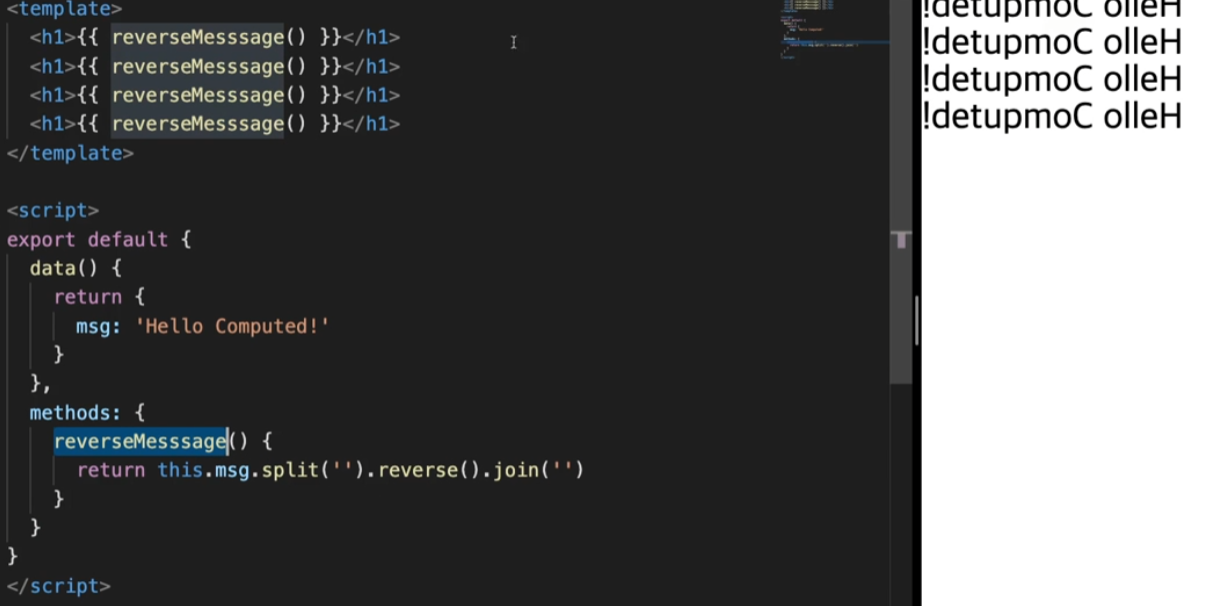 <template>
  <h1>{{ reverseMesssage() }}</h1>
  <h1>{{ reverseMesssage() }}</h1>
  <h1>{{ reverseMesssage() }}</h1>
  <h1>{{ reverseMesssage() }}</h1>
</template>

<script>
export default {
  data() {
    return {
      msg: 'Hello Computed!'
    }
  },
  methods: {
    reverseMesssage() {
      return this.msg.split('').reverse().join('')
    }
  }
}
</script>
!detupmoC olleH
!detupmoC olleH
!detupmoC olleH
!detupmoC olleH